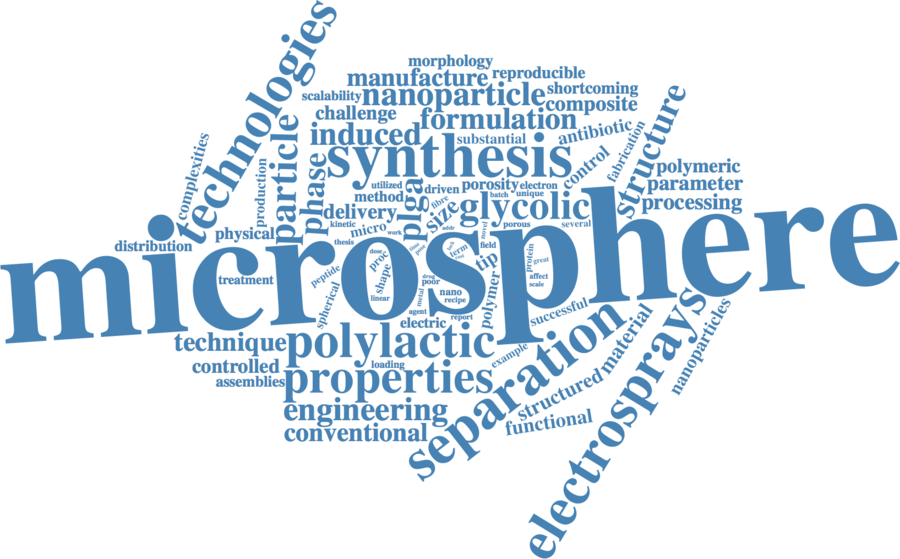 technologies
morphology
manufacture
reproducible
scalability
nanoparticle
shortcoming
composite
challenge
formulation
structure
complexities
particle
induced
substantial
antibiotic
fabrication
synthesis
control
polymeric
production
phase
utilized
driven
porosity
electron
parameter
method
plga
batch
unique
processing
fibre
delivery
size
glycolic
kinetic
addr
novel
porous
several
physical
micro
work
thesis
distribution
microsphere
field
term
dose
proc
tip
protein
great
peptide
shape
treatment
drug
poor
affect
scale
polymer
linear
metal
nano
recipe
spherical
agent
report
electric
successful
technique
polylactic
example
separation
material
electrosprays
nanoparticles
controlled
loading
assemblies
properties
structured
engineering
functional
conventional